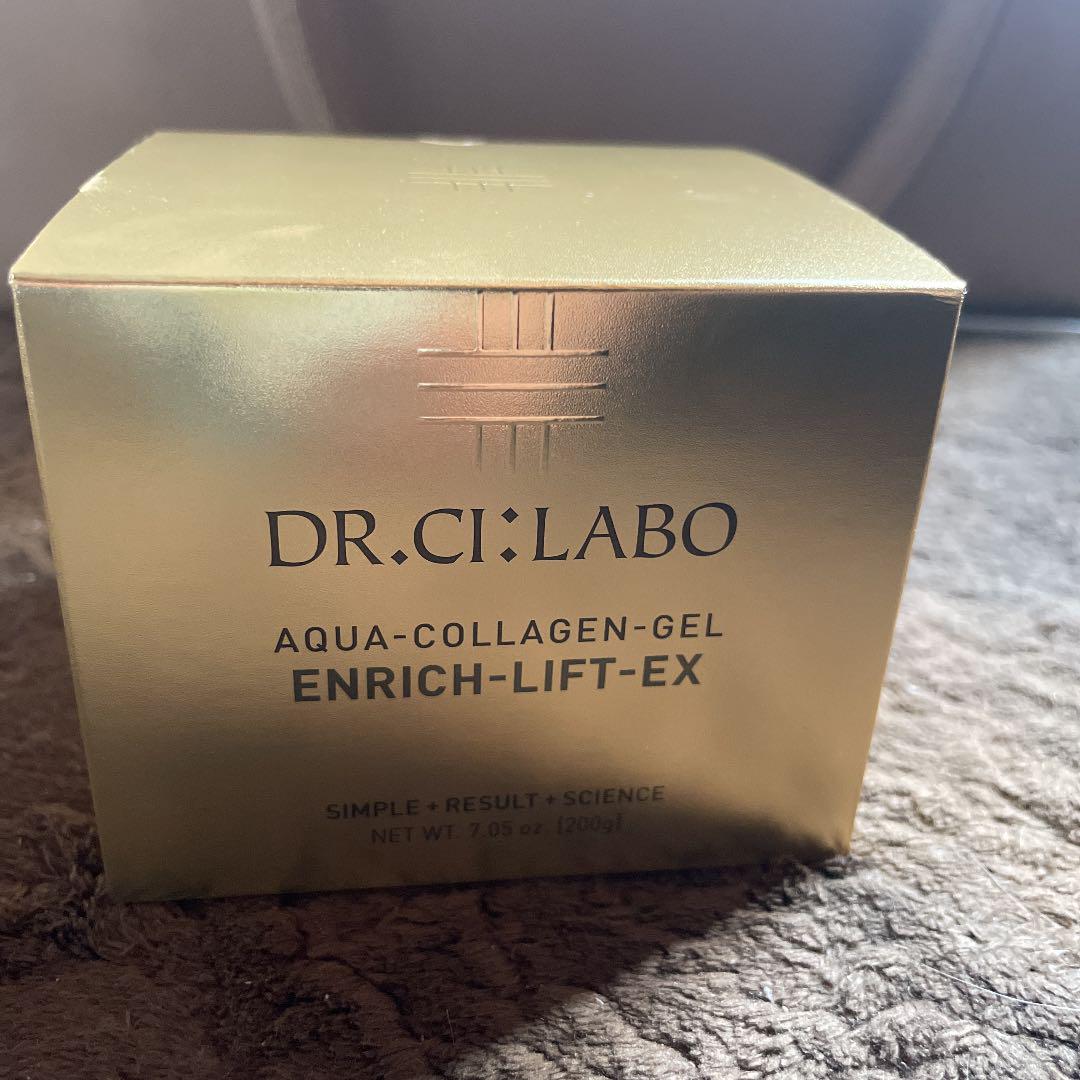 DR.CI:LABO
AQUA-COLLAGEN-GEL
ENRICH-LIFT-EX
SIMPLE + RESULT + SCIENCE
NET WT. 7.05 oz. [200g]